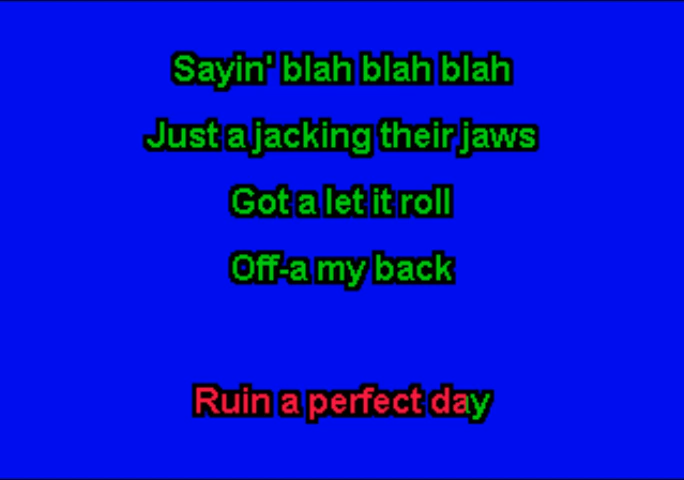 Sayin' blah blah blah
Just a jacking their jaws
Got a let it roll
Off-a my back
Ruin a perfect day